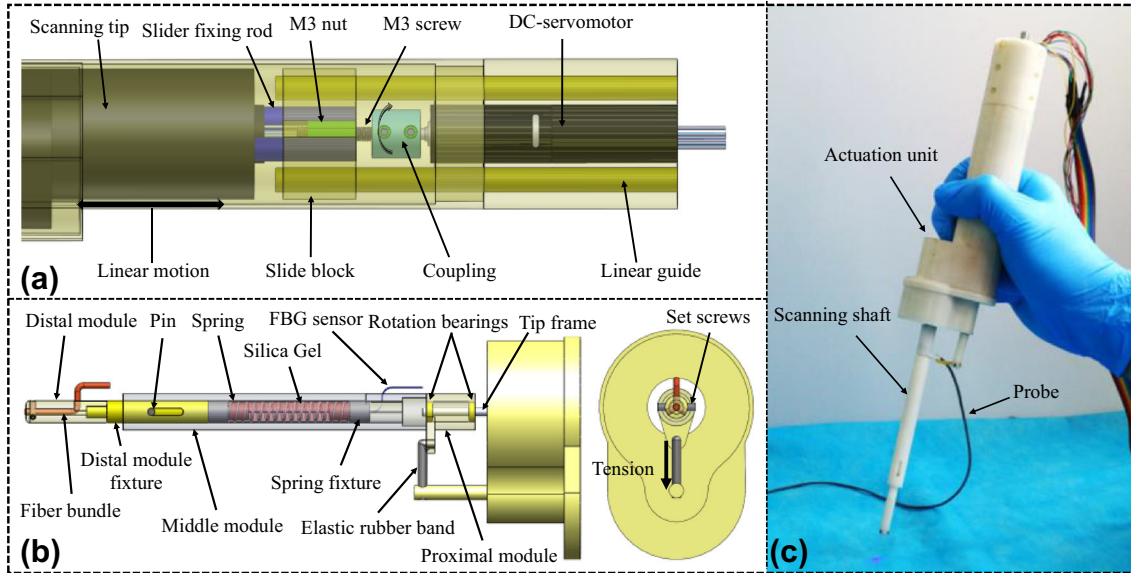 Scanning tip
Slider fixing rod
M3 nut
M3 screw
DC-servomotor
(a)
Linear motion
Slide block
Coupling
Linear guide
Distal module
Pin
Spring
FBG sensor
Silica Gel
Rotation bearings
Tip frame
Set screws
Distal module
fixture
Spring fixture
Tension
Fiber bundle
Middle module
Elastic rubber band
Proximal module
(b)
Actuation unit
Scanning shaft
Probe
(c)